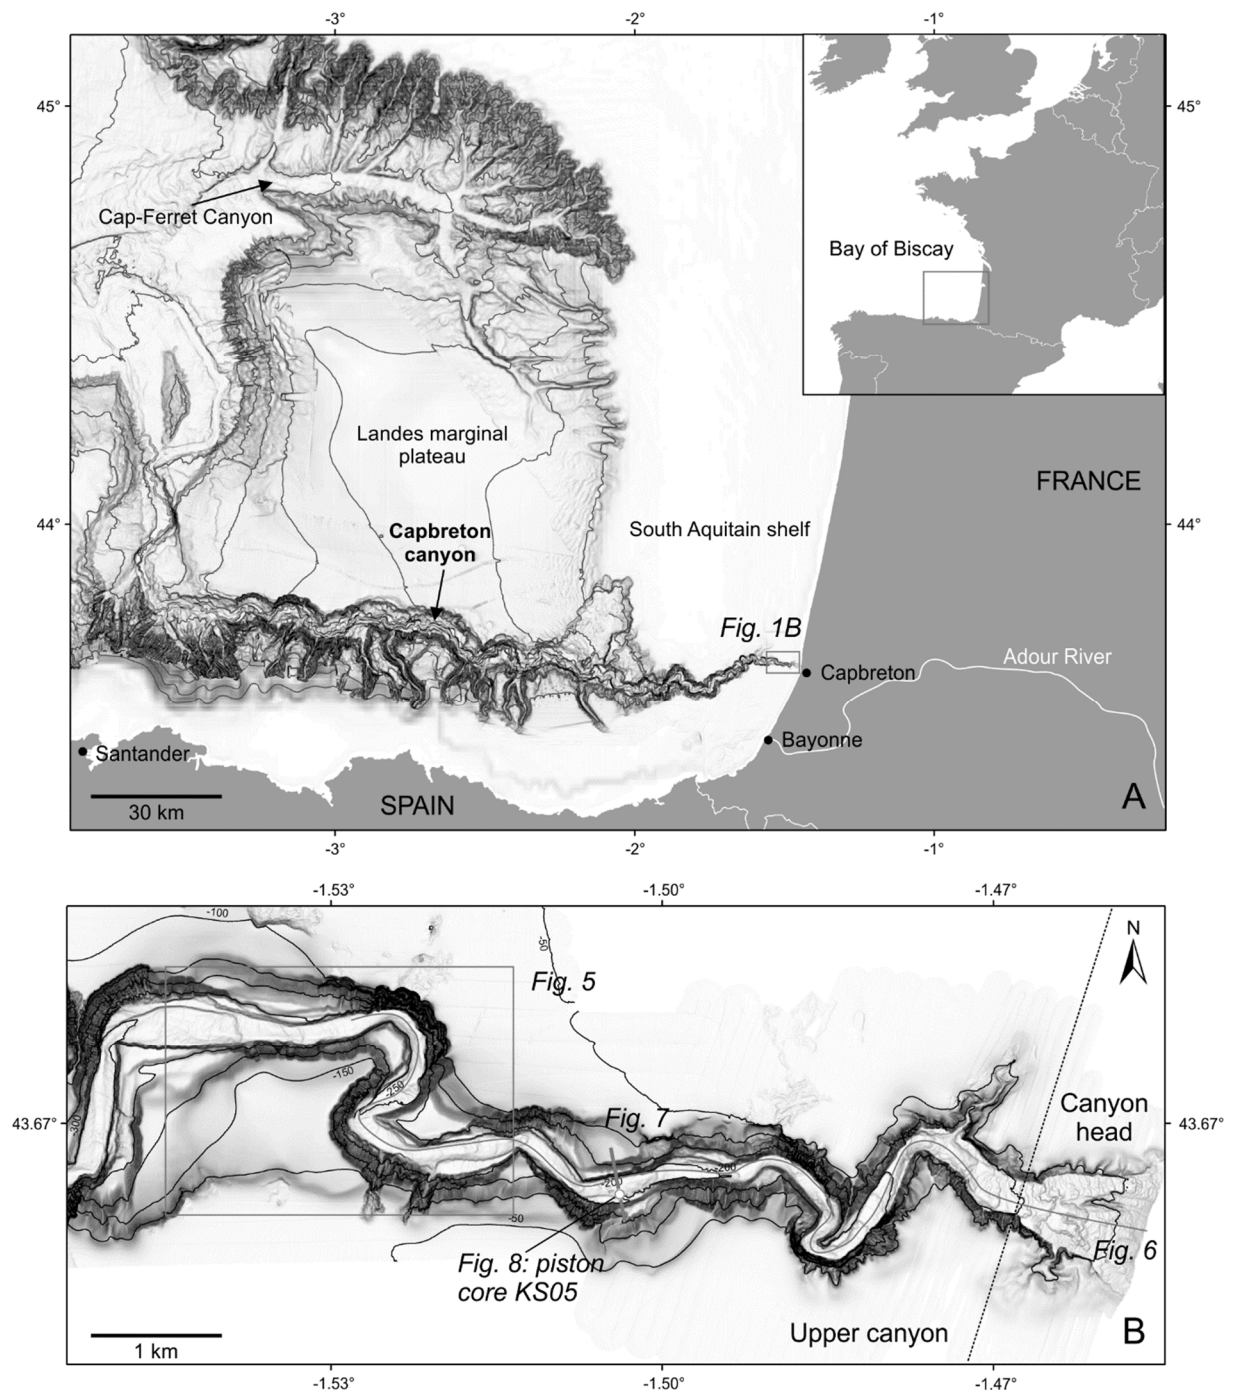 -3°
-2°
-1°
45°
45°
Cap-Ferret Canyon
Bay of Biscay
Landes marginal
plateau
FRANCE
44°
44°
South Aquitain shelf
Capbreton
canyon
Fig. 1B
Adour River
Capbreton
Bayonne
Santander
30 km
SPAIN
A
-3°
-2°
-1°
-1.53°
-1.50°
-1.47°
-100
-50
N
Fig. 5
-150
-250
300
43.67°
43.67°
Fig. 7
Canyon
head
-200
-200
-50
Fig. 6
Fig. 8: piston
core KS05
Upper canyon
B
1 km
-1.53°
-1.50°
-1.47°